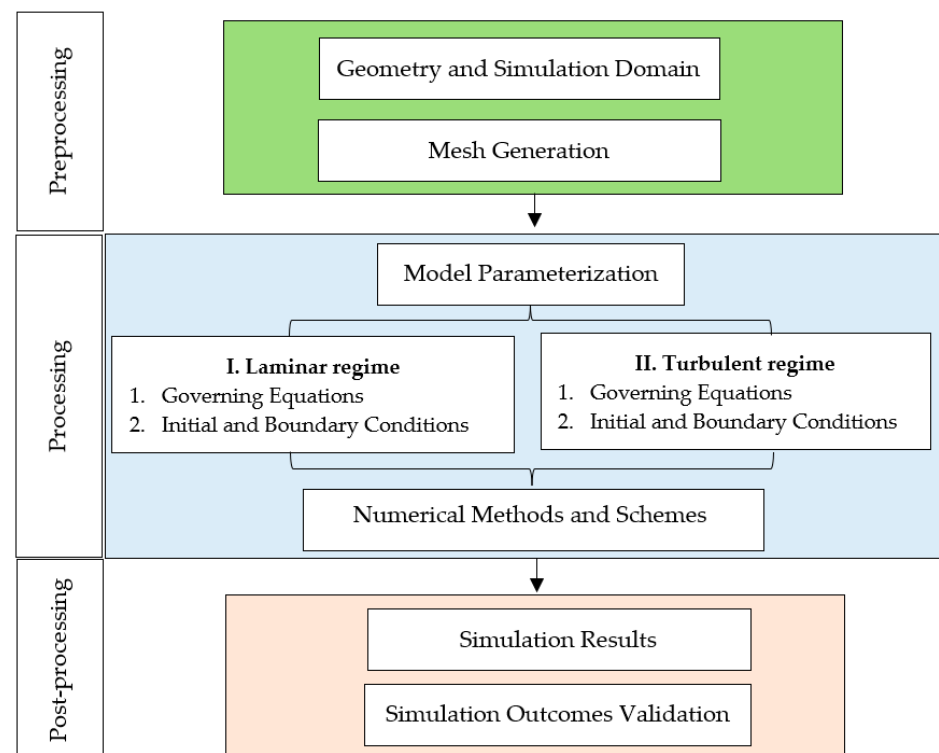 Preprocessing
Geometry and Simulation Domain
Mesh Generation
Processing
Model Parameterization
I. Laminar regime
1. Governing Equations
2. Initial and Boundary Conditions
II. Turbulent regime
1. Governing Equations
2. Initial and Boundary Conditions
Numerical Methods and Schemes
Post-processing
Simulation Results
Simulation Outcomes Validation